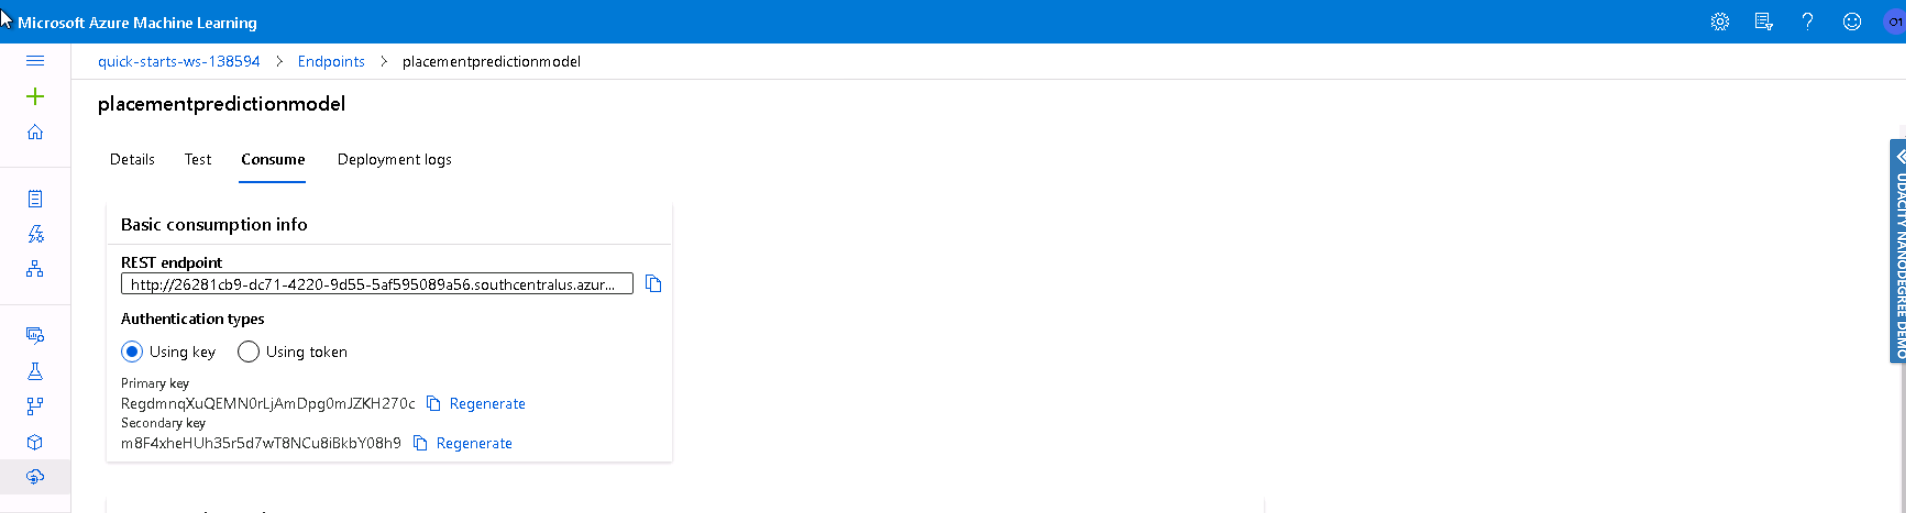 Microsoft Azure Machine Learning
O1
quick-starts-ws-138594 > Endpoints > placementpredictionmodel
placementpredictionmodel
Details Test Consume Deployment logs
Basic consumption info
REST endpoint
http://26281cb9-dc71-4220-9d55-5af595089a56.southcentralus.azur...
Authentication types
Using key Using token
Primary key
RegdmnqXuQEMN0rLjAmDpg0mJZKH270c Regenerate
Secondary key
m8F4xheHUh35r5d7wT8NCu8iBkbY08h9 Regenerate
UDACITY NANODEGREE DEMO